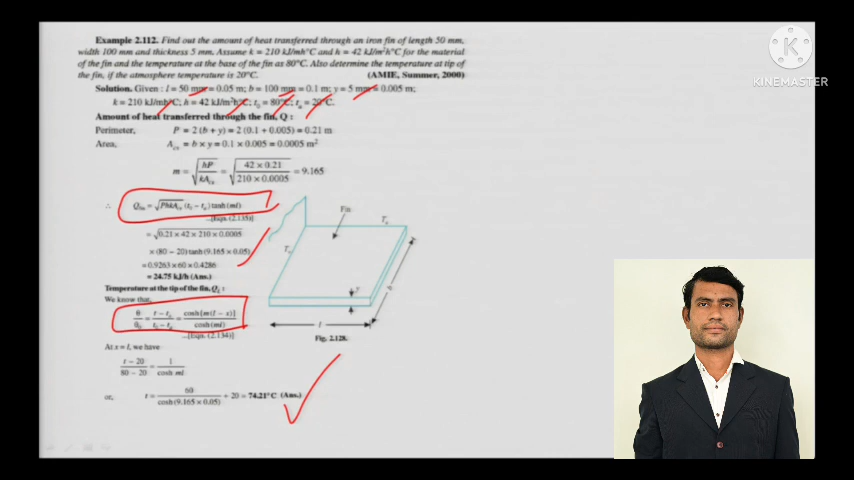 Example 2.112. Find out the amount of heat transferred through an iron fin of length 50 mm,
width 100 mm and thickness 5 mm. Assume k = 210 kJ/mh°C and h = 42 kJ/m²h°C for the material
of the fin and the temperature at the base of the fin as 80°C. Also determine the temperature at tip of
the fin, if the atmosphere temperature is 20°C. (AMIE, Summer, 2000)
Solution. Given : l = 50 mm = 0.05 m; b = 100 mm = 0.1 m; y = 5 mm = 0.005 m;
k = 210 kJ/mh°C; h = 42 kJ/m²h°C; t₀ = 80°C; tₐ = 20°C.
Amount of heat transferred through the fin, Q :
Perimeter, P = 2 (b + y) = 2 (0.1 + 0.005) = 0.21 m
Area, A_cs = b × y = 0.1 × 0.005 = 0.0005 m²
m = √(hP / kA_cs) = √(42 × 0.21 / 210 × 0.0005) = 9.165
∴ Q_fin = √(PhkA_cs) (t₀ – tₐ) tanh (ml)
...[Eqn. (2.135)]
= √(0.21 × 42 × 210 × 0.0005)
× (80 – 20) tanh (9.165 × 0.05)
= 0.9263 × 60 × 0.4286
= 24.75 kJ/h (Ans.)
Temperature at the tip of the fin,
We know that,
θ/θ₀ = (t – tₐ)/(t₀ – tₐ) = cosh [m(l – x)] / cosh (ml)
...[Eqn. (2.134)]
At x = l, we have
(t – 20)/(80 – 20) = 1/cosh ml
or, t = 60 / cosh (9.165 × 0.05) + 20 = 74.21°C (Ans.)
Fin
Tₐ
Tₐ
y
b
l
Fig. 2.128.
KINEMASTER